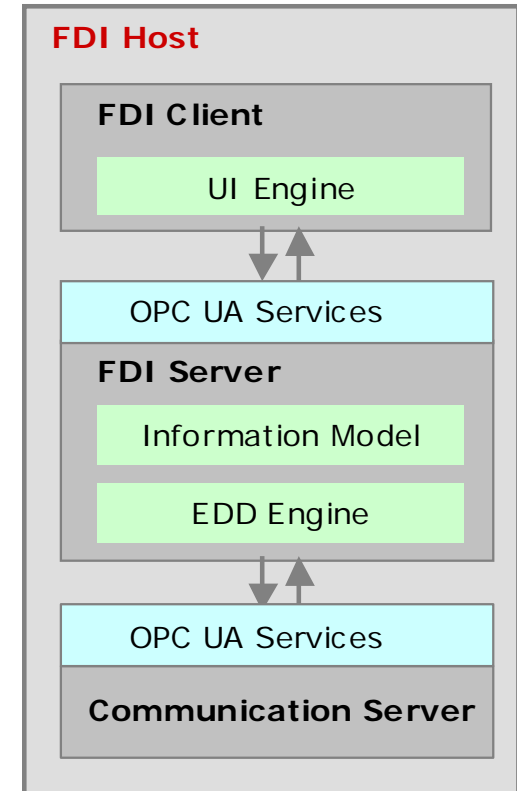 FDI Host
FDI Client
UI Engine
OPC UA Services
FDI Server
Information Model
EDD Engine
OPC UA Services
Communication Server